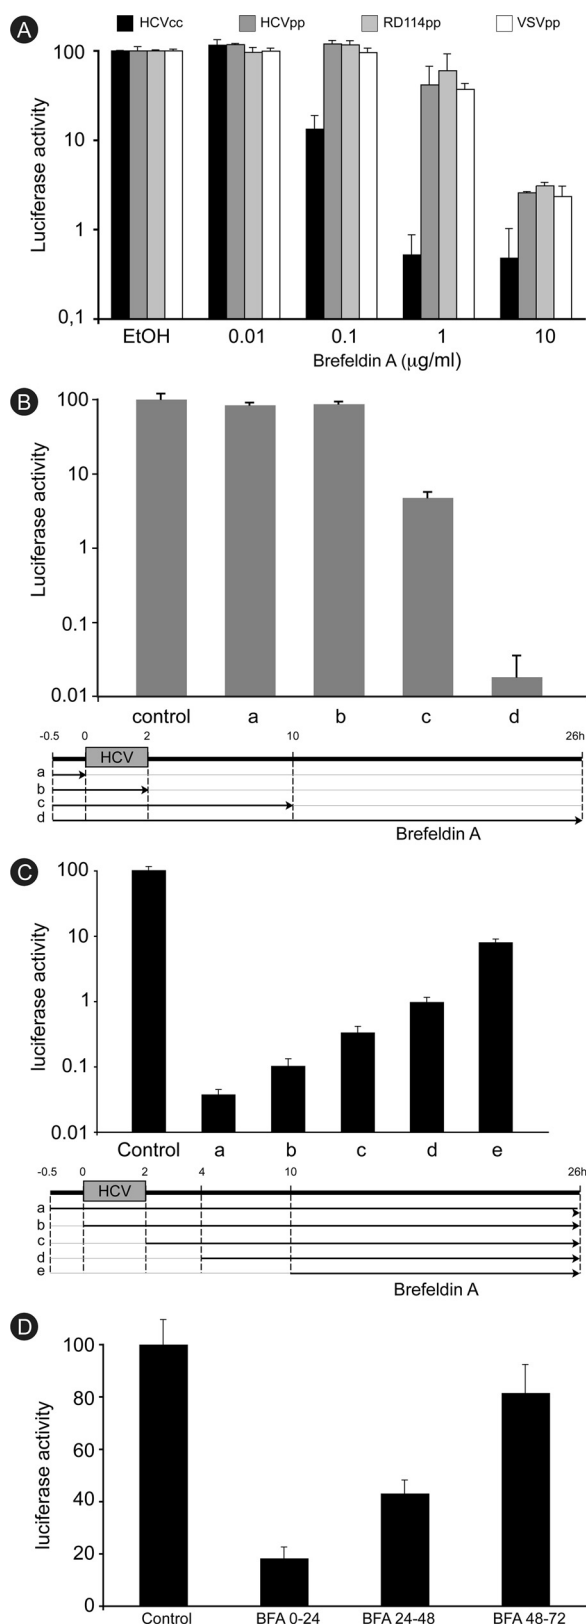 A
HCVcc HCVpp RD114pp VSVpp
Luciferase activity
100
10
1
0,1
EtOH 0.01 0.1 1 10
Brefeldin A (µg/ml)
B
Luciferase activity
100
10
1
0.1
0.01
control a b c d
-0.5 0 2 10 26h
HCV
a
b
c
d
Brefeldin A
C
luciferase activity
100
10
1
0.1
0.01
Control a b c d e
-0.5 0 2 4 10 26h
HCV
a
b
c
d
e
Brefeldin A
D
luciferase activity
100
80
60
40
20
0
Control BFA 0-24 BFA 24-48 BFA 48-72